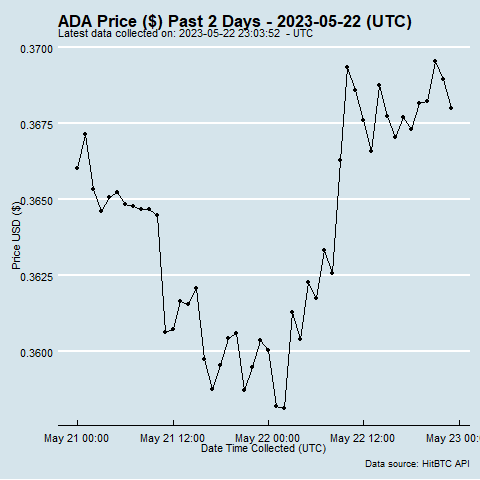 ADA Price ($) Past 2 Days - 2023-05-22 (UTC)
Latest data collected on: 2023-05-22 23:03:52 - UTC
0.3700
0.3675
0.3650
Price USD ($)
0.3625
0.3600
May 21 00:00 May 21 12:00 May 22 00:00 May 22 12:00 May 23 00:
Date Time Collected (UTC)
Data source: HitBTC API